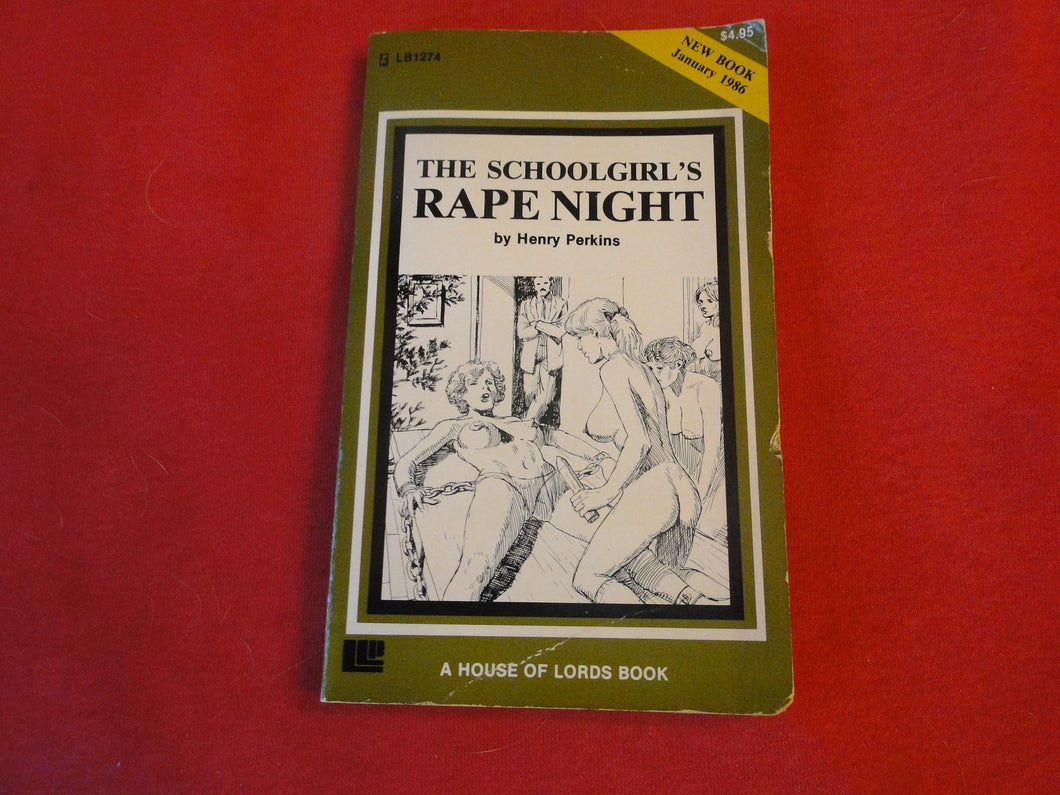 $4.95
LB1274
NEW BOOK
January 1986
THE SCHOOLGIRL'S
RAPE NIGHT
by Henry Perkins
A HOUSE OF LORDS BOOK